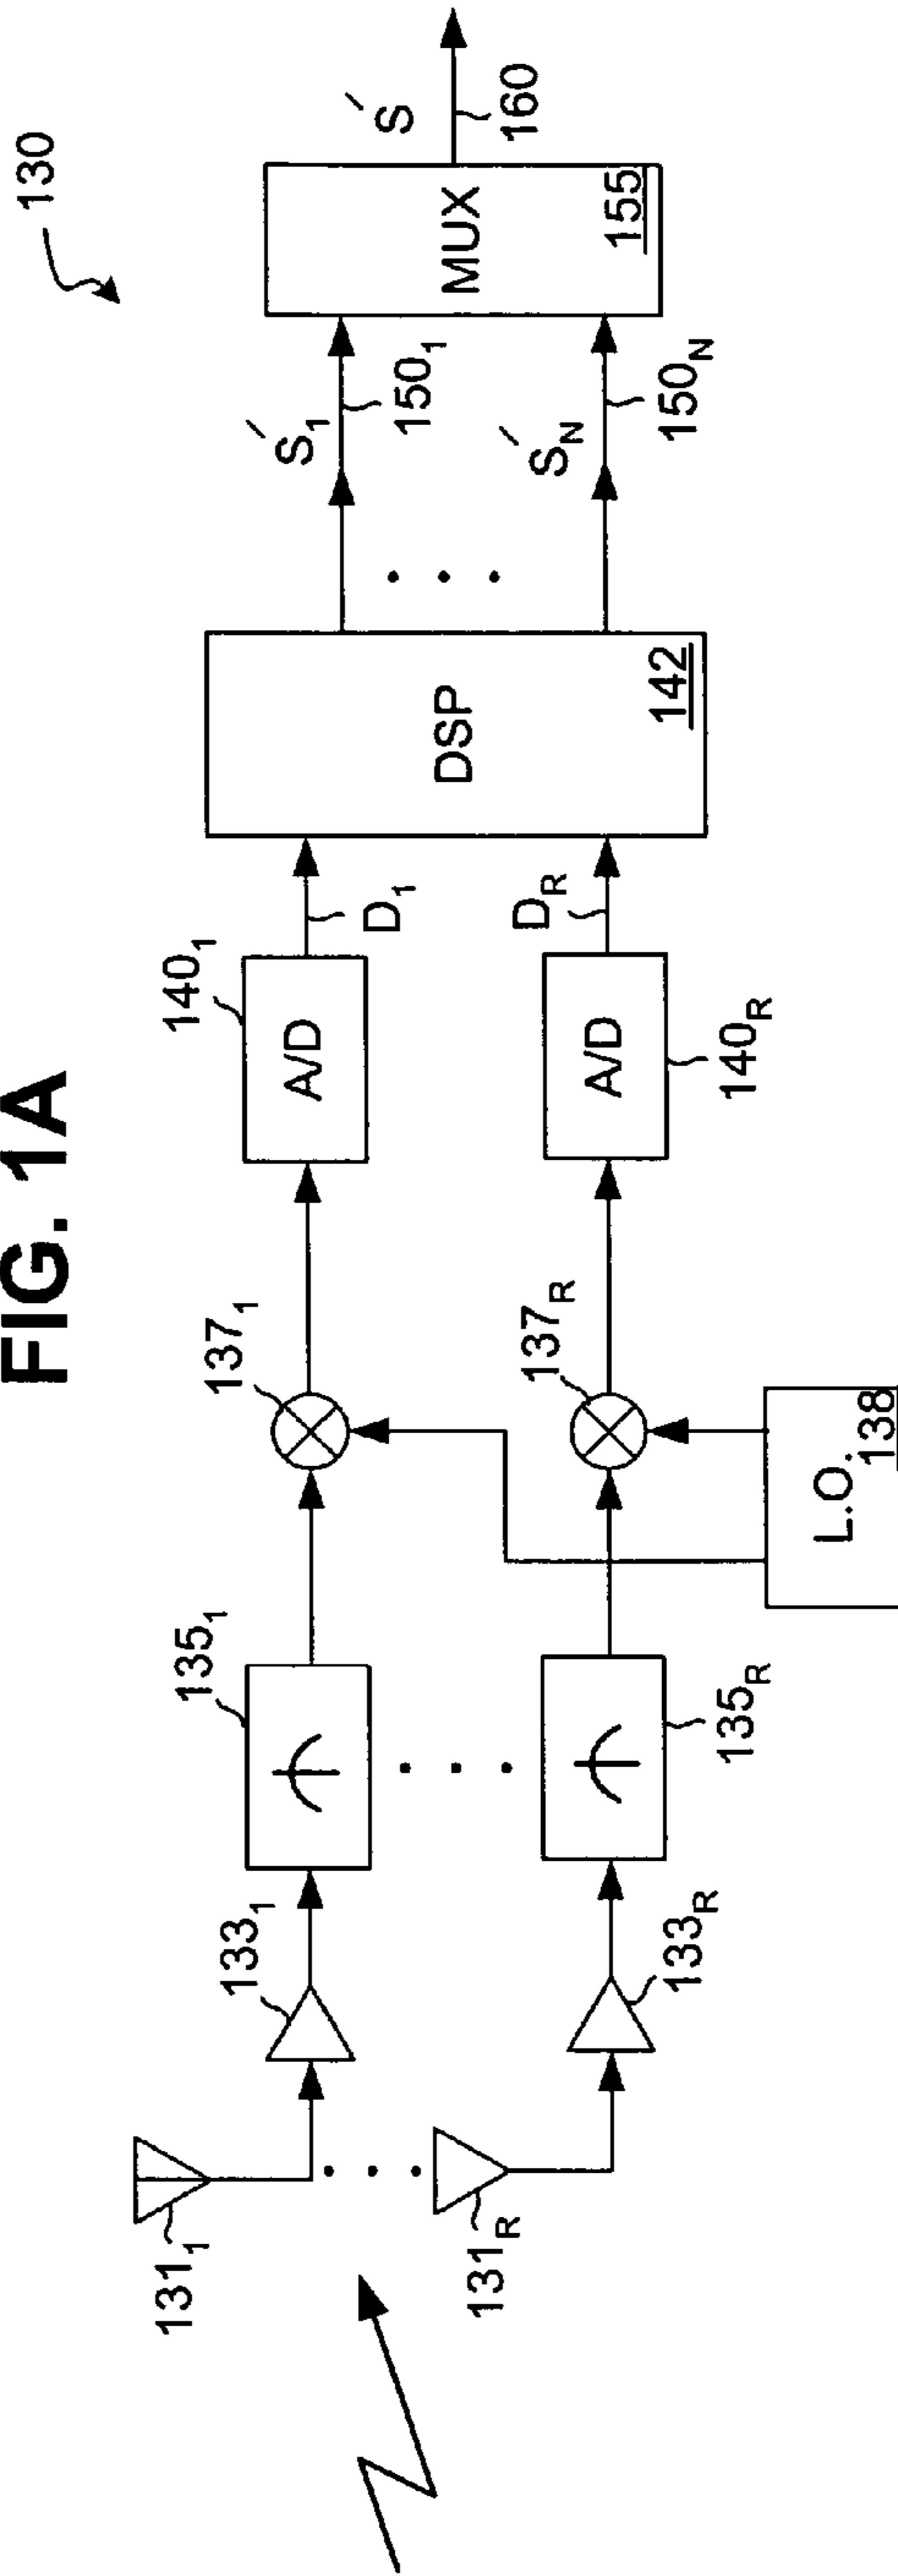 FIG. 1A
130
131₁
133₁
135₁
137₁
140₁
A/D
D₁
DSP
142
S´₁
150₁
MUX
155
S´
160
131R
133R
135R
137R
L.O.
138
A/D
140R
DR
S´N
150N